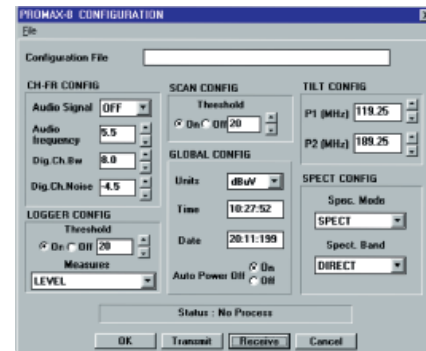 PROMAX-8 CONFIGURATION
File
Configuration File
CH-FR CONFIG
Audio Signal OFF
Audio frequency 5.5
Dig.Ch.Bw 8.0
Dig.Ch.Noise -4.5
LOGGER CONFIG
Threshold
On Off 20
Measures
LEVEL
SCAN CONFIG
Threshold
On Off 20
GLOBAL CONFIG
Units dBuV
Time 10:27:52
Date 20:11:199
Auto Power Off On Off
TILT CONFIG
P1 (MHz) 119.25
P2 (MHz) 189.25
SPECT CONFIG
Spec. Mode
SPECT
Spect. Band
DIRECT
Status : No Process
OK Transmit Receive Cancel